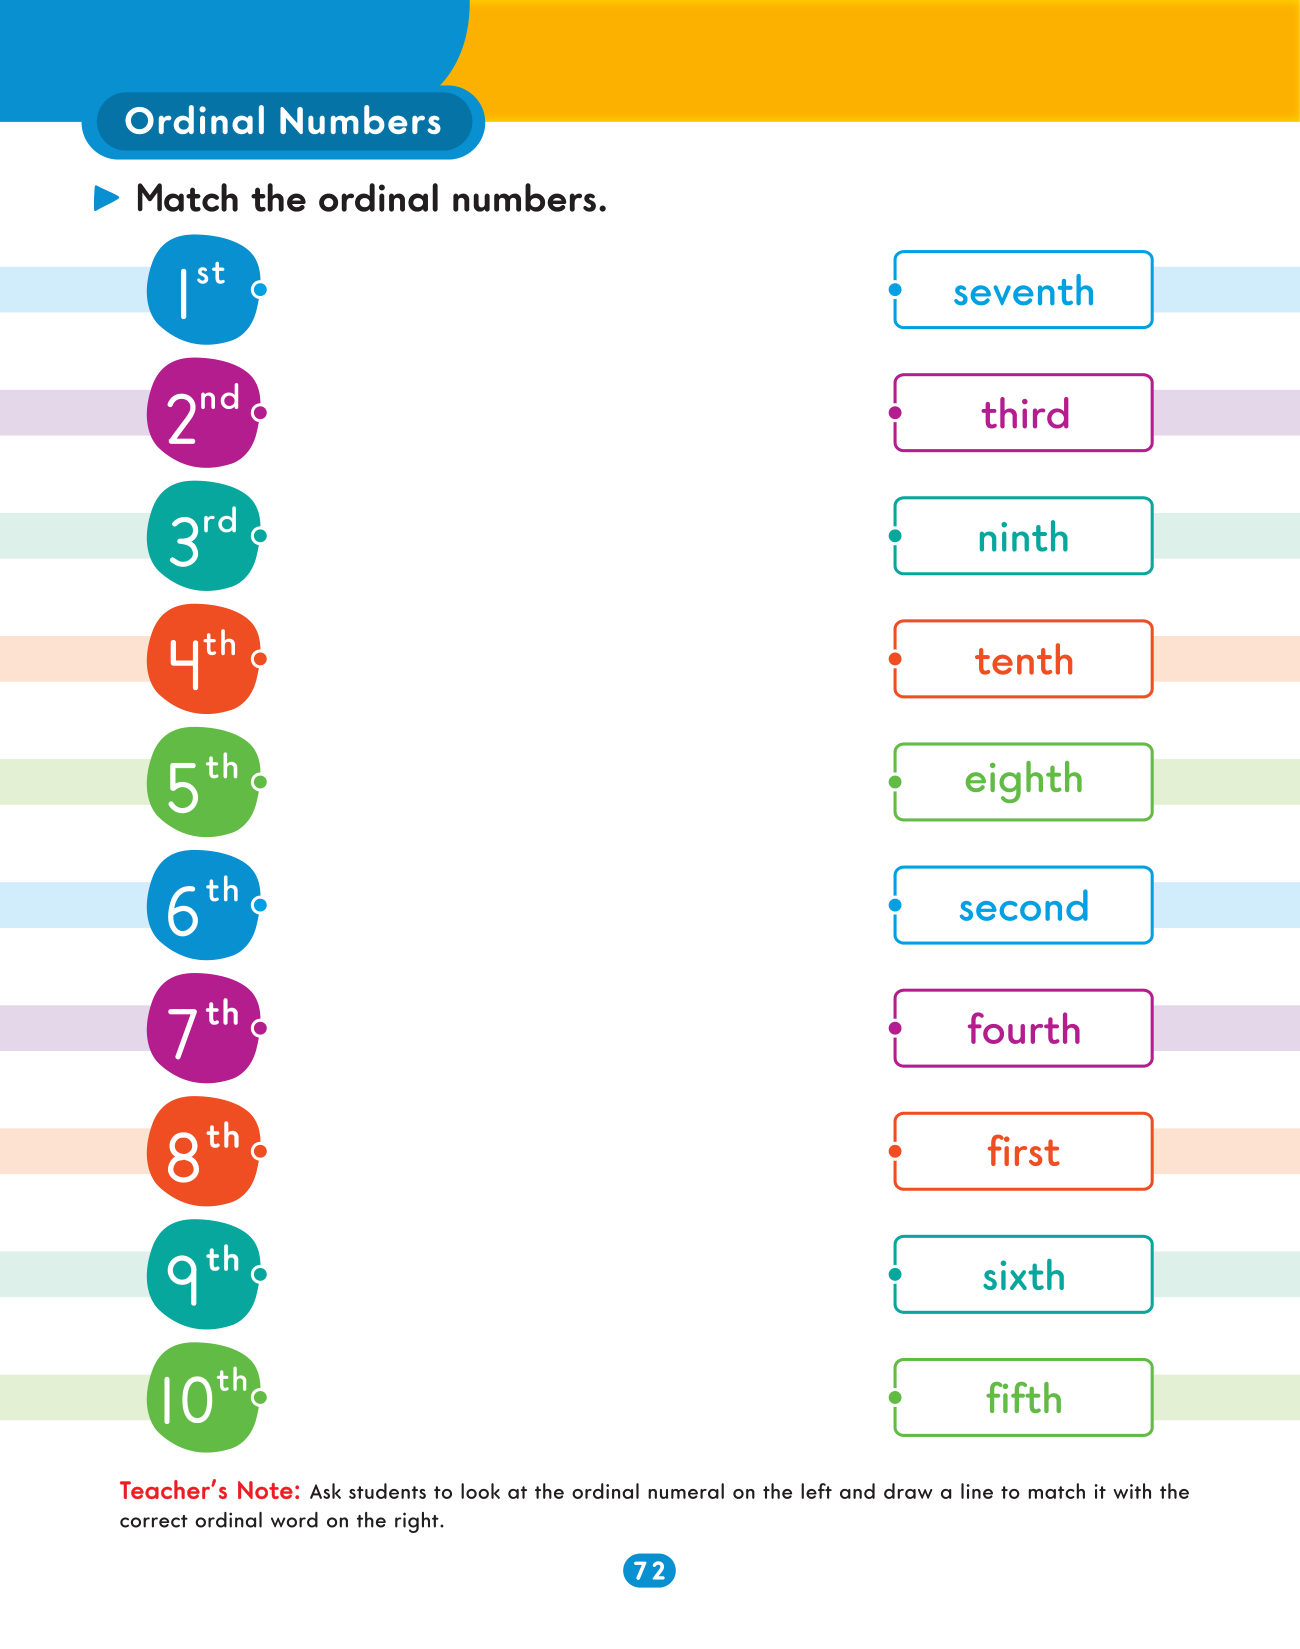 Ordinal Numbers
Match the ordinal numbers.
1st seventh
2nd third
3rd ninth
4th tenth
5th eighth
6th second
7th fourth
8th first
9th sixth
10th fifth
Teacher's Note: Ask students to look at the ordinal numeral on the left and draw a line to match it with the
correct ordinal word on the right.
72